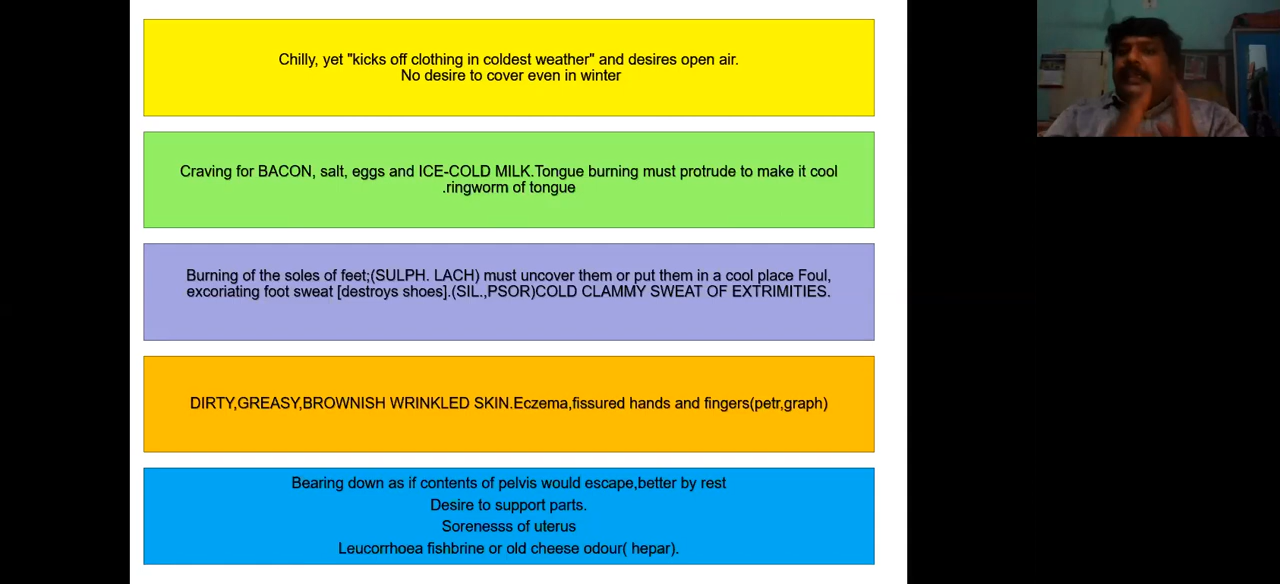 Chilly, yet "kicks off clothing in coldest weather" and desires open air.
No desire to cover even in winter
Craving for BACON, salt, eggs and ICE-COLD MILK.Tongue burning must protrude to make it cool
.ringworm of tongue
Burning of the soles of feet;(SULPH. LACH) must uncover them or put them in a cool place Foul,
excoriating foot sweat [destroys shoes].(SIL.,PSOR)COLD CLAMMY SWEAT OF EXTRIMITIES.
DIRTY,GREASY,BROWNISH WRINKLED SKIN.Eczema,fissured hands and fingers(petr,graph)
Bearing down as if contents of pelvis would escape,better by rest
Desire to support parts.
Sorenesss of uterus
Leucorrhoea fishbrine or old cheese odour( hepar).